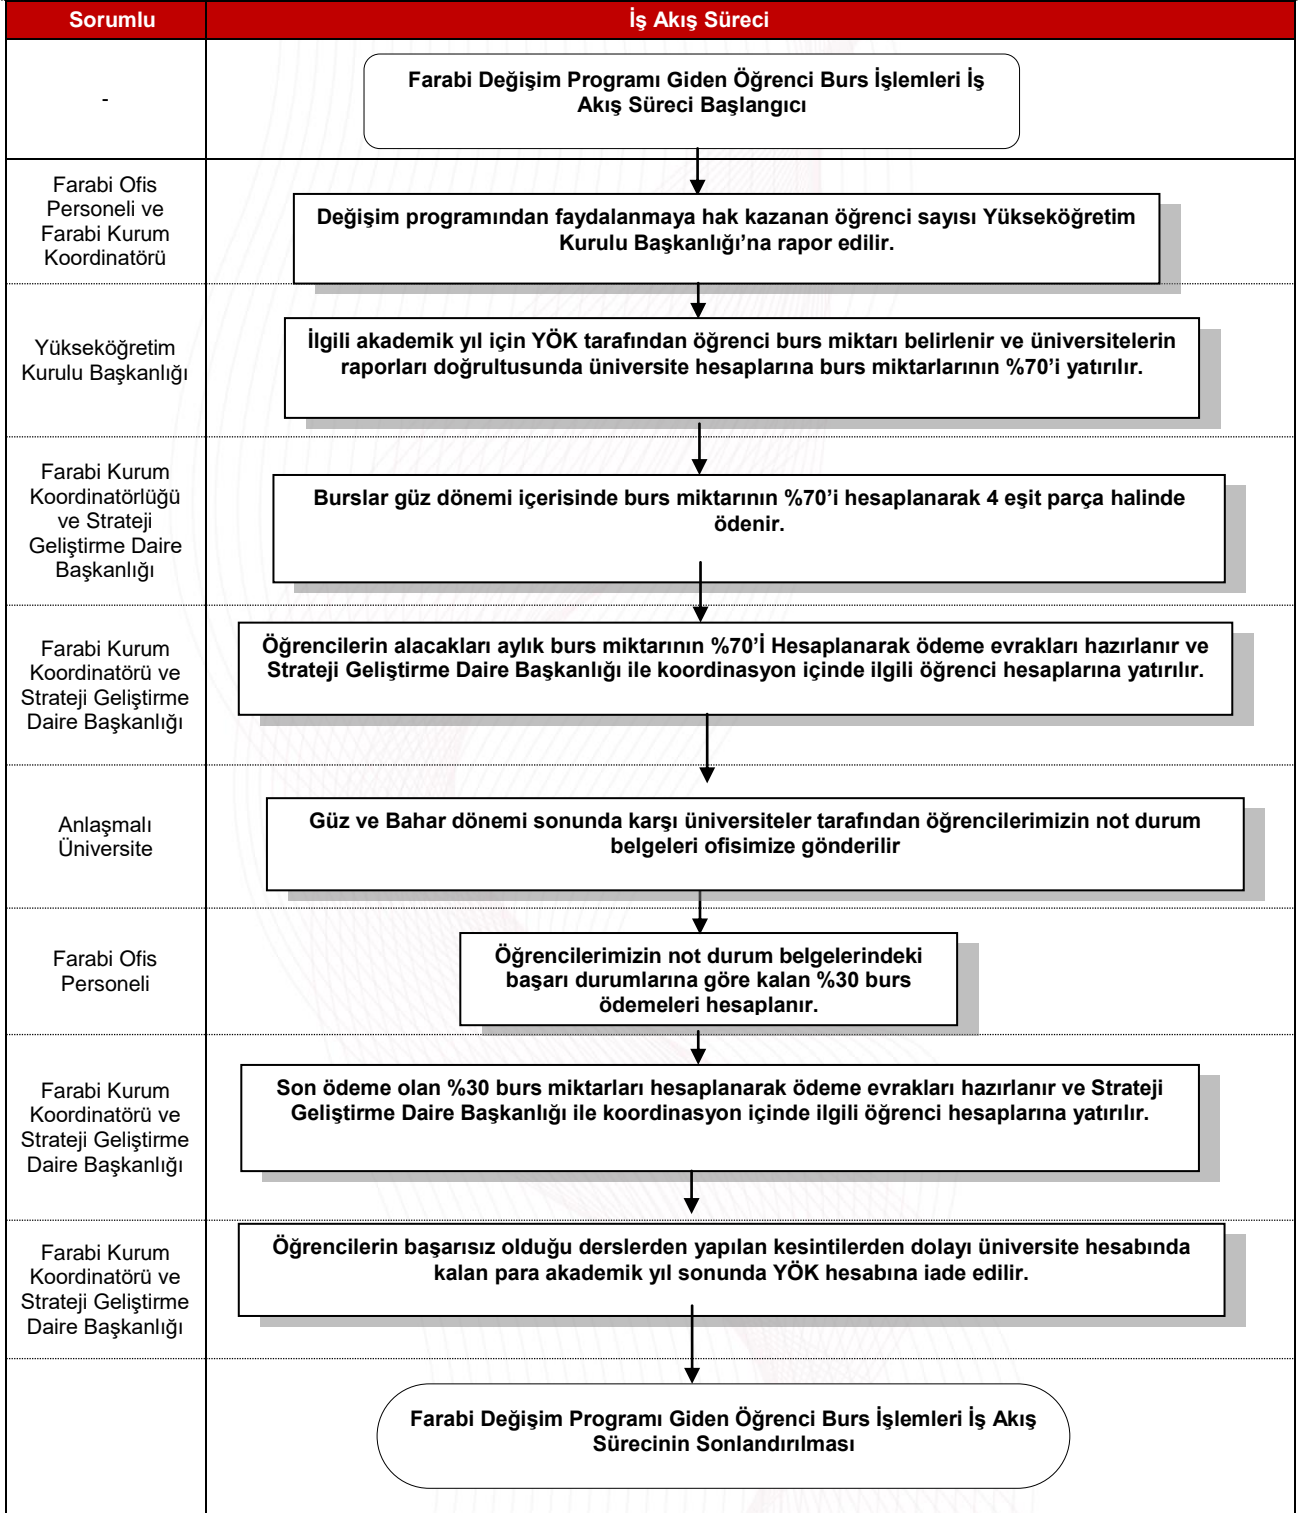 Sorumlu
İş Akış Süreci
-
Farabi Değişim Programı Giden Öğrenci Burs İşlemleri İş
Akış Süreci Başlangıcı
Farabi Ofis
Personeli ve
Farabi Kurum
Koordinatörü
Değişim programından faydalanmaya hak kazanan öğrenci sayısı Yükseköğretim
Kurulu Başkanlığı’na rapor edilir.
Yükseköğretim
Kurulu Başkanlığı
İlgili akademik yıl için YÖK tarafından öğrenci burs miktarı belirlenir ve üniversitelerin
raporları doğrultusunda üniversite hesaplarına burs miktarlarının %70’i yatırılır.
Farabi Kurum
Koordinatörlüğü
ve Strateji
Geliştirme Daire
Başkanlığı
Burslar güz dönemi içerisinde burs miktarının %70’i hesaplanarak 4 eşit parça halinde
ödenir.
Farabi Kurum
Koordinatörü ve
Strateji Geliştirme
Daire Başkanlığı
Öğrencilerin alacakları aylık burs miktarının %70’İ Hesaplanarak ödeme evrakları hazırlanır ve
Strateji Geliştirme Daire Başkanlığı ile koordinasyon içinde ilgili öğrenci hesaplarına yatırılır.
Anlaşmalı
Üniversite
Güz ve Bahar dönemi sonunda karşı üniversiteler tarafından öğrencilerimizin not durum
belgeleri ofisimize gönderilir
Farabi Ofis
Personeli
Öğrencilerimizin not durum belgelerindeki
başarı durumlarına göre kalan %30 burs
ödemeleri hesaplanır.
Farabi Kurum
Koordinatörü ve
Strateji Geliştirme
Daire Başkanlığı
Son ödeme olan %30 burs miktarları hesaplanarak ödeme evrakları hazırlanır ve Strateji
Geliştirme Daire Başkanlığı ile koordinasyon içinde ilgili öğrenci hesaplarına yatırılır.
Farabi Kurum
Koordinatörü ve
Strateji Geliştirme
Daire Başkanlığı
Öğrencilerin başarısız olduğu derslerden yapılan kesintilerden dolayı üniversite hesabında
kalan para akademik yıl sonunda YÖK hesabına iade edilir.
Farabi Değişim Programı Giden Öğrenci Burs İşlemleri İş Akış
Sürecinin Sonlandırılması